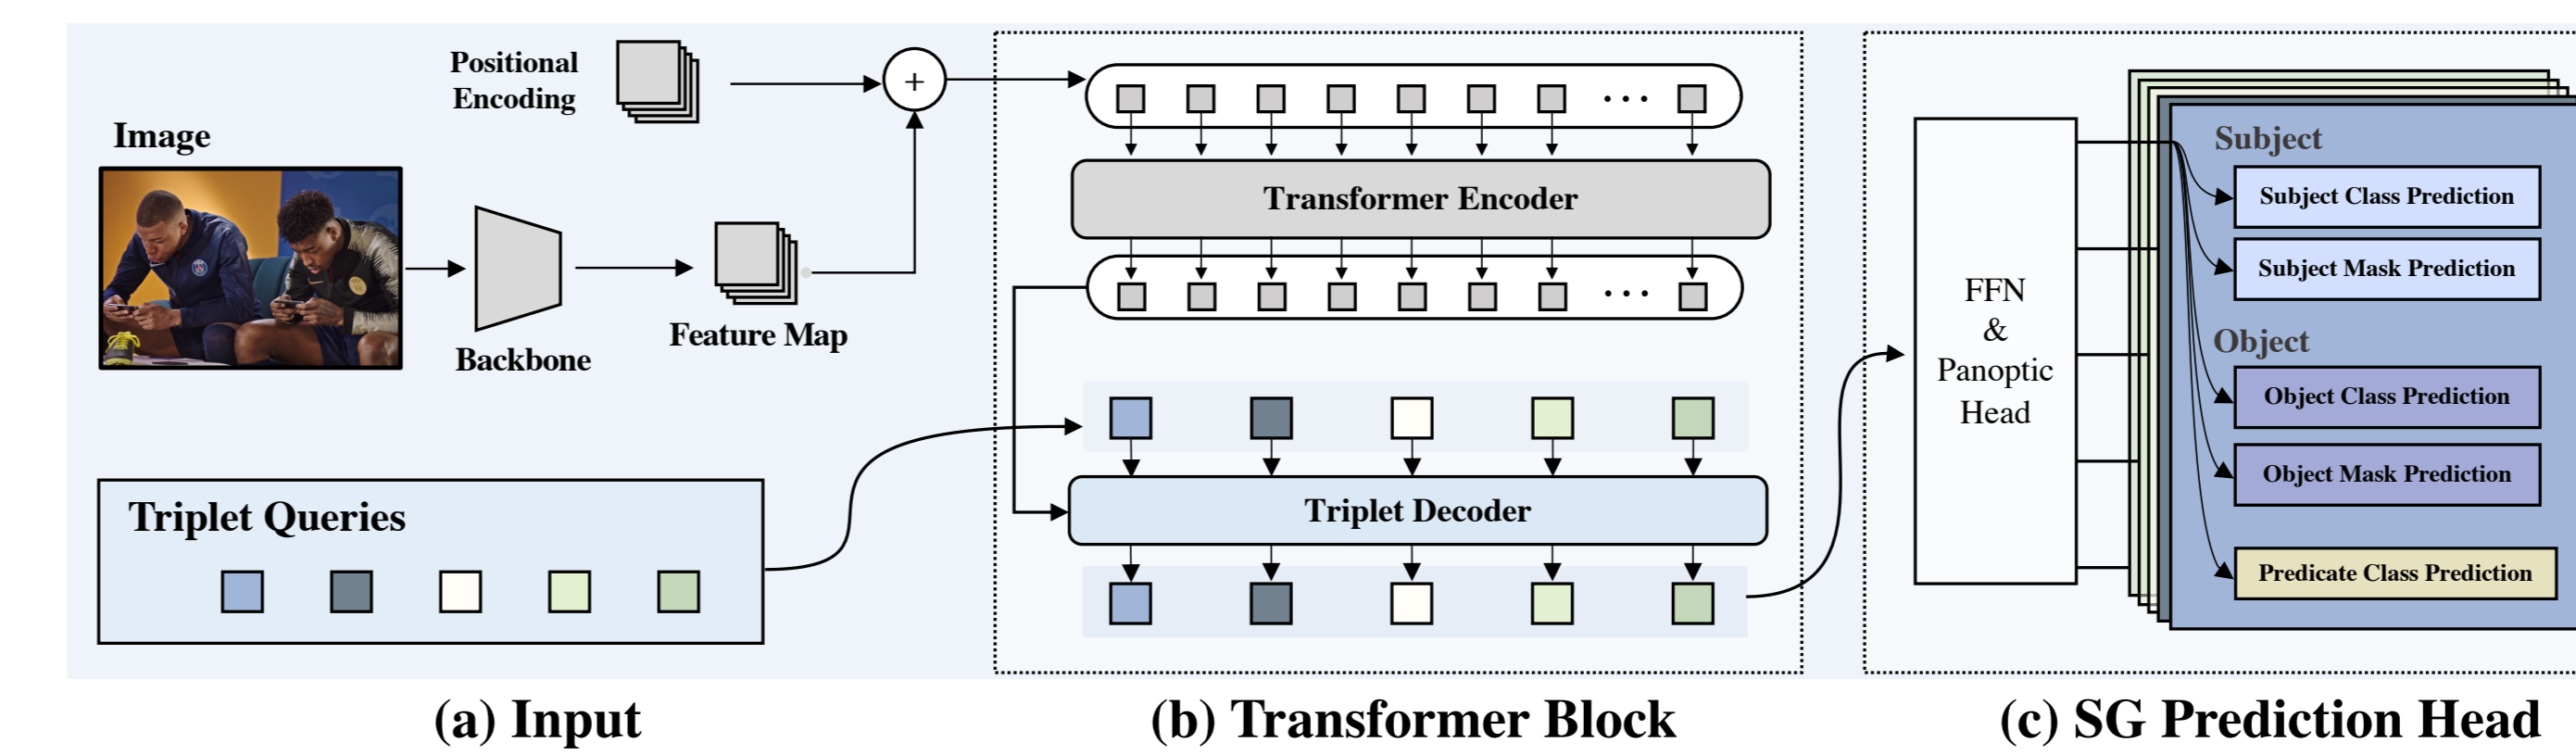 Positional
Encoding
+
Image
Backbone
Feature Map
Triplet Queries
Transformer Encoder
Triplet Decoder
FFN
&
Panoptic
Head
Subject
Subject Class Prediction
Subject Mask Prediction
Object
Object Class Prediction
Object Mask Prediction
Predicate Class Prediction
(a) Input
(b) Transformer Block
(c) SG Prediction Head